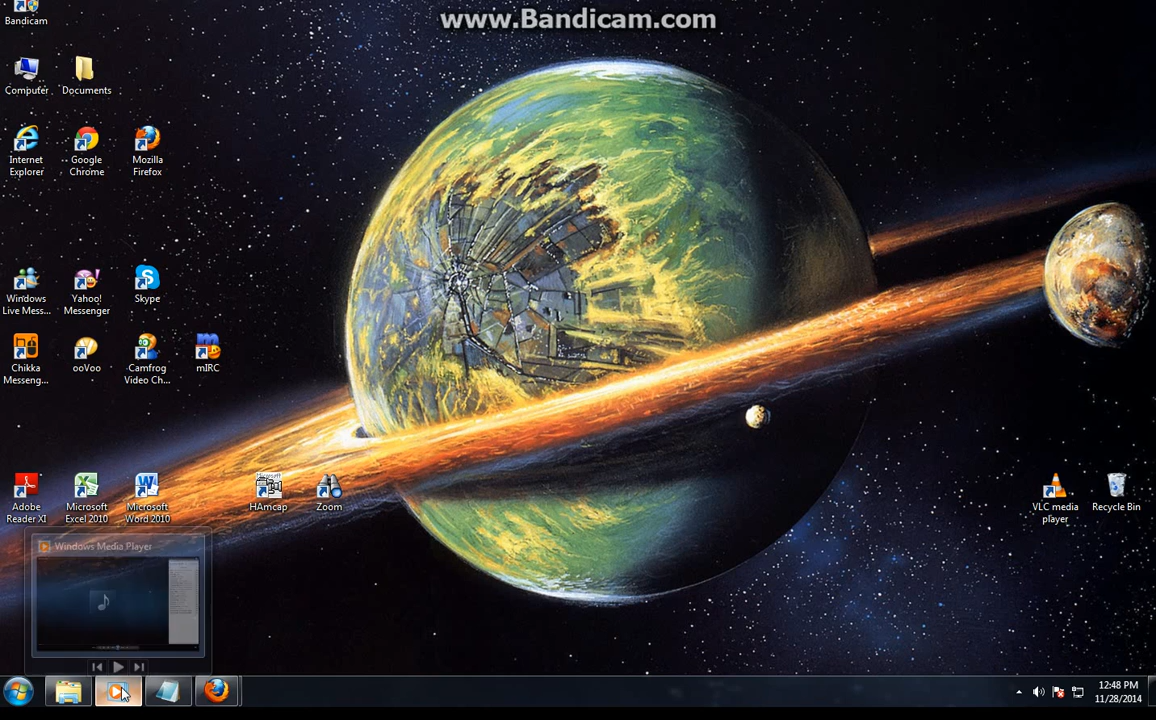 www.Bandicam.com
Bandicam
Computer
Documents
Internet
Explorer
Google
Chrome
Mozilla
Firefox
Windows
Live Mess...
Yahoo!
Messenger
Skype
Chikka
Messeng...
ooVoo
Camfrog
Video Ch...
mIRC
Adobe
Reader XI
Microsoft
Excel 2010
Microsoft
Word 2010
HAmcap
Zoom
VLC media
player
Recycle Bin
Windows Media Player
12:48 PM
11/28/2014